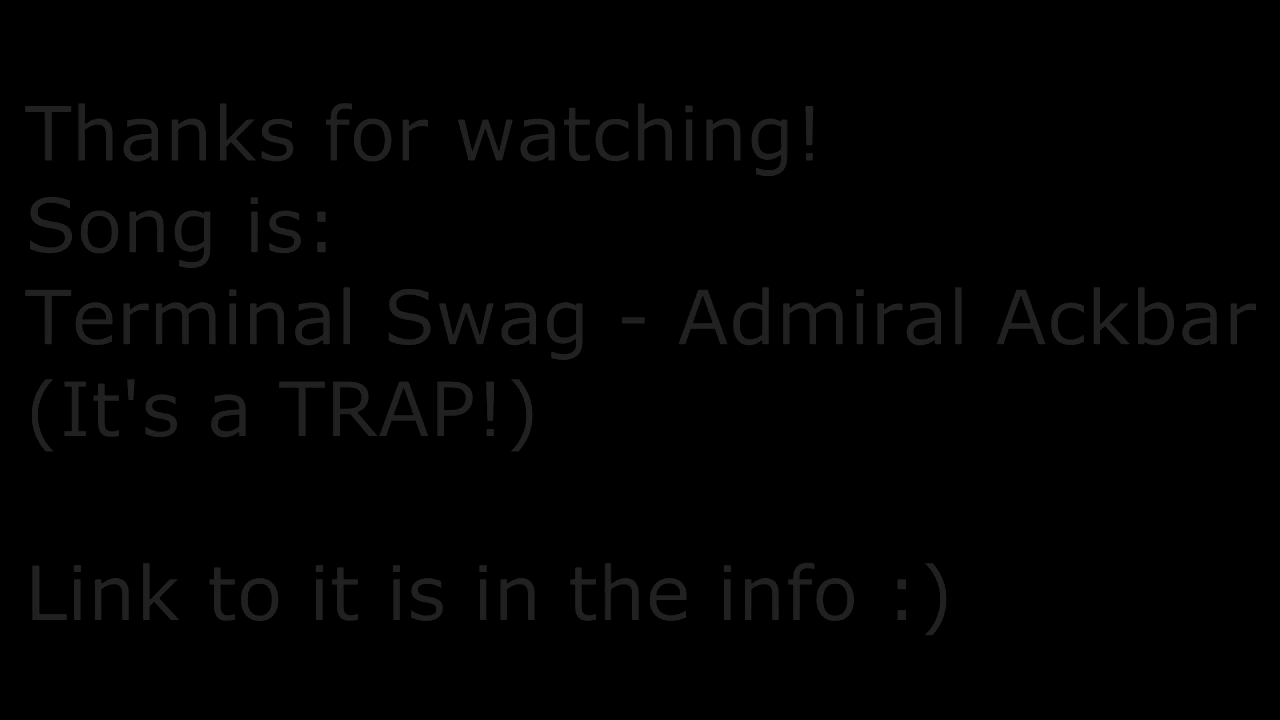 Thanks for watching!
Song is:
Terminal Swag - Admiral Ackbar
(It's a TRAP!)
Link to it is in the info :)